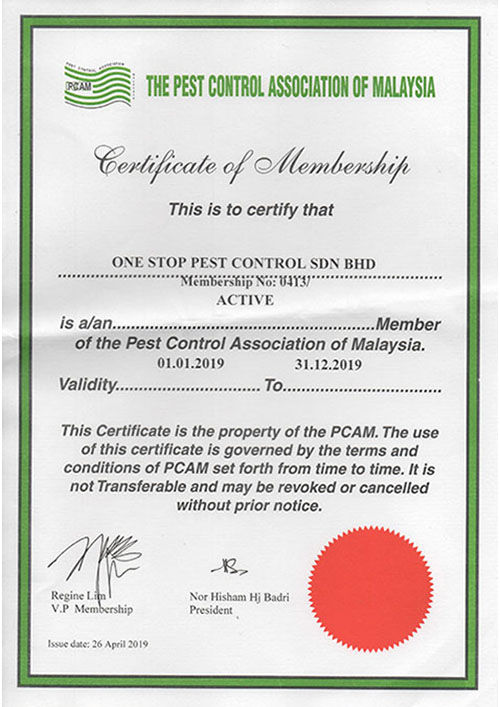 PEST CONTROL ASSOCIATION
PCAM
THE PEST CONTROL ASSOCIATION OF MALAYSIA
Certificate of Membership
This is to certify that
ONE STOP PEST CONTROL SDN BHD
Membership No: 0413/
ACTIVE
is a/an..................................................Member
of the Pest Control Association of Malaysia.
01.01.2019 31.12.2019
Validity............................ To...............................
This Certificate is the property of the PCAM. The use
of this certificate is governed by the terms and
conditions of PCAM set forth from time to time. It is
not Transferable and may be revoked or cancelled
without prior notice.
Regine Lim
V.P Membership
Nor Hisham Hj Badri
President
Issue date: 26 April 2019